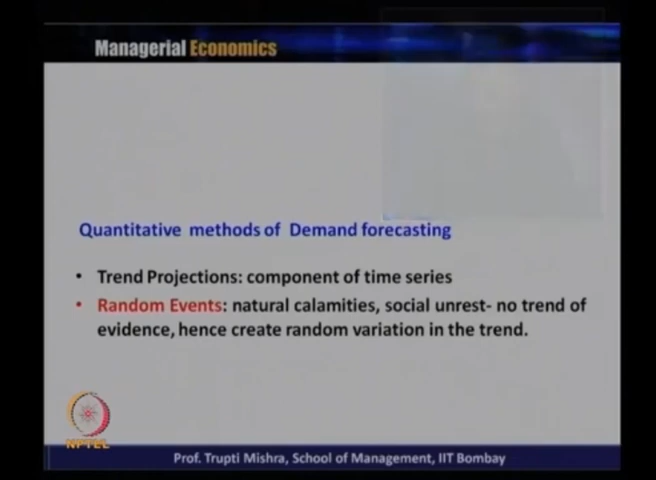 Managerial Economics
Quantitative methods of Demand forecasting
• Trend Projections: component of time series
• Random Events: natural calamities, social unrest- no trend of
evidence, hence create random variation in the trend.
NPTEL
Prof. Trupti Mishra, School of Management, IIT Bombay